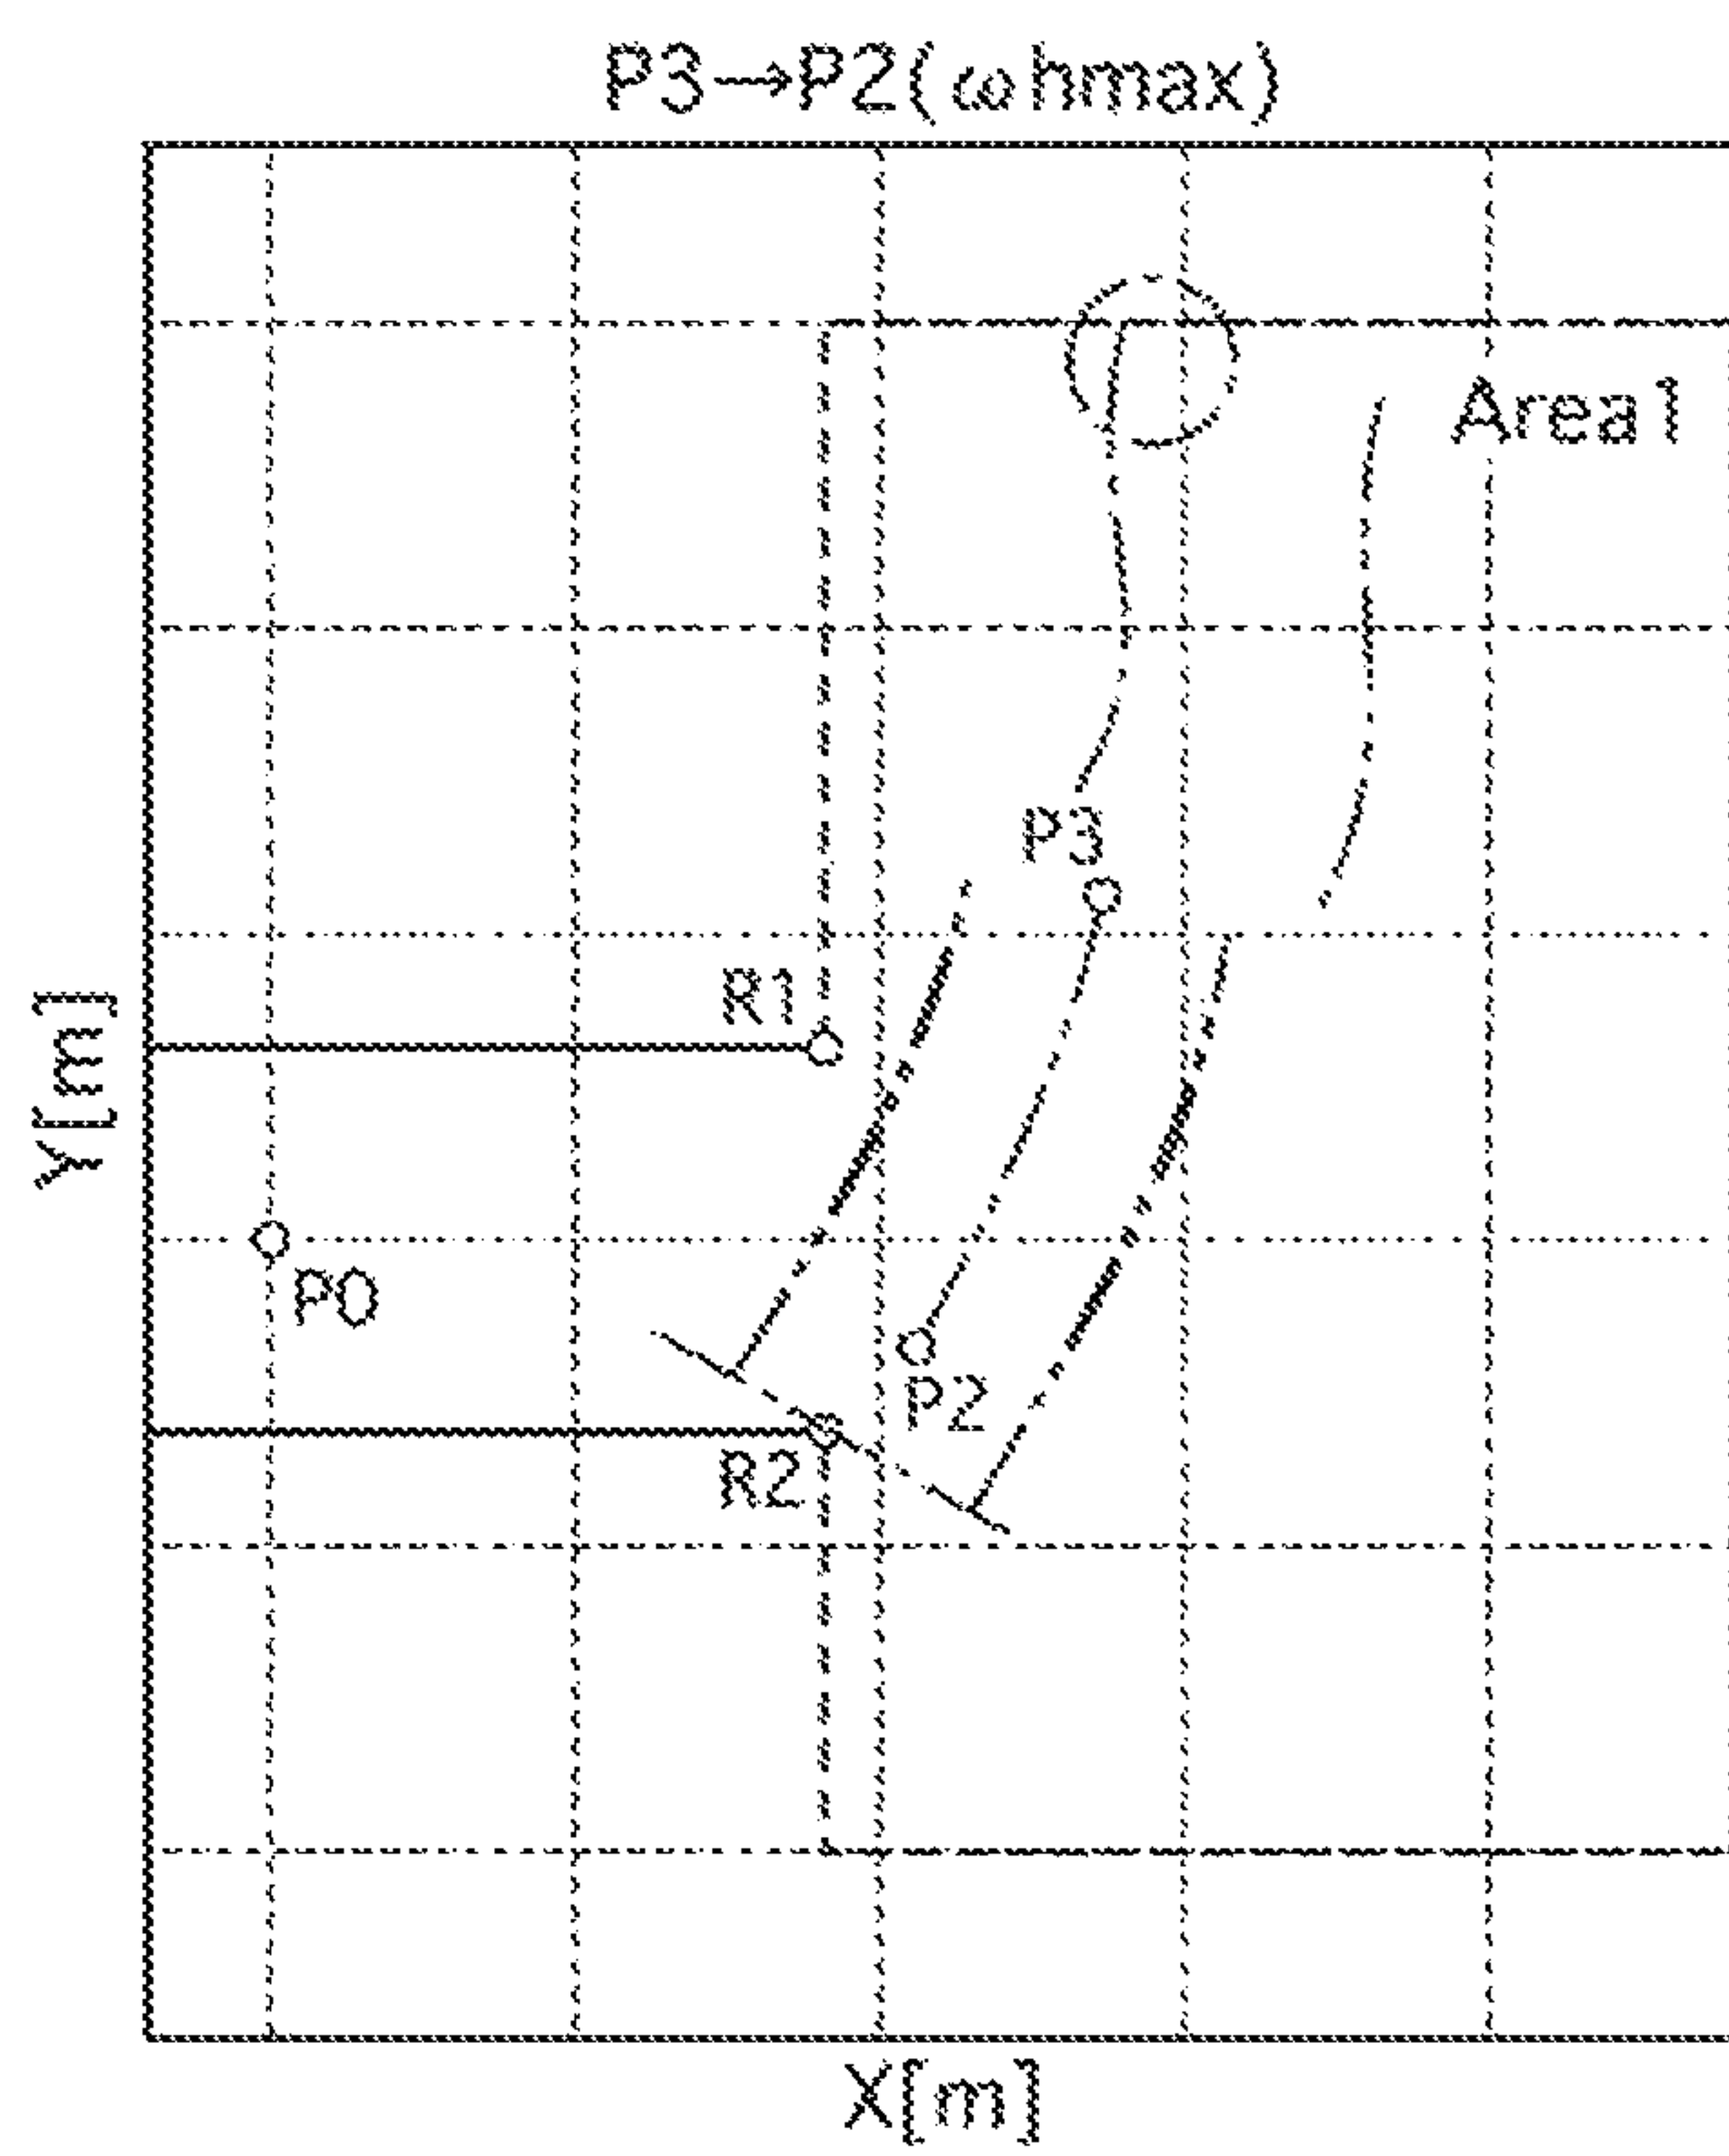 P3→P2(ωhmax)
Area1
P3
R1
Y[m]
P0
P2
R2
X[m]